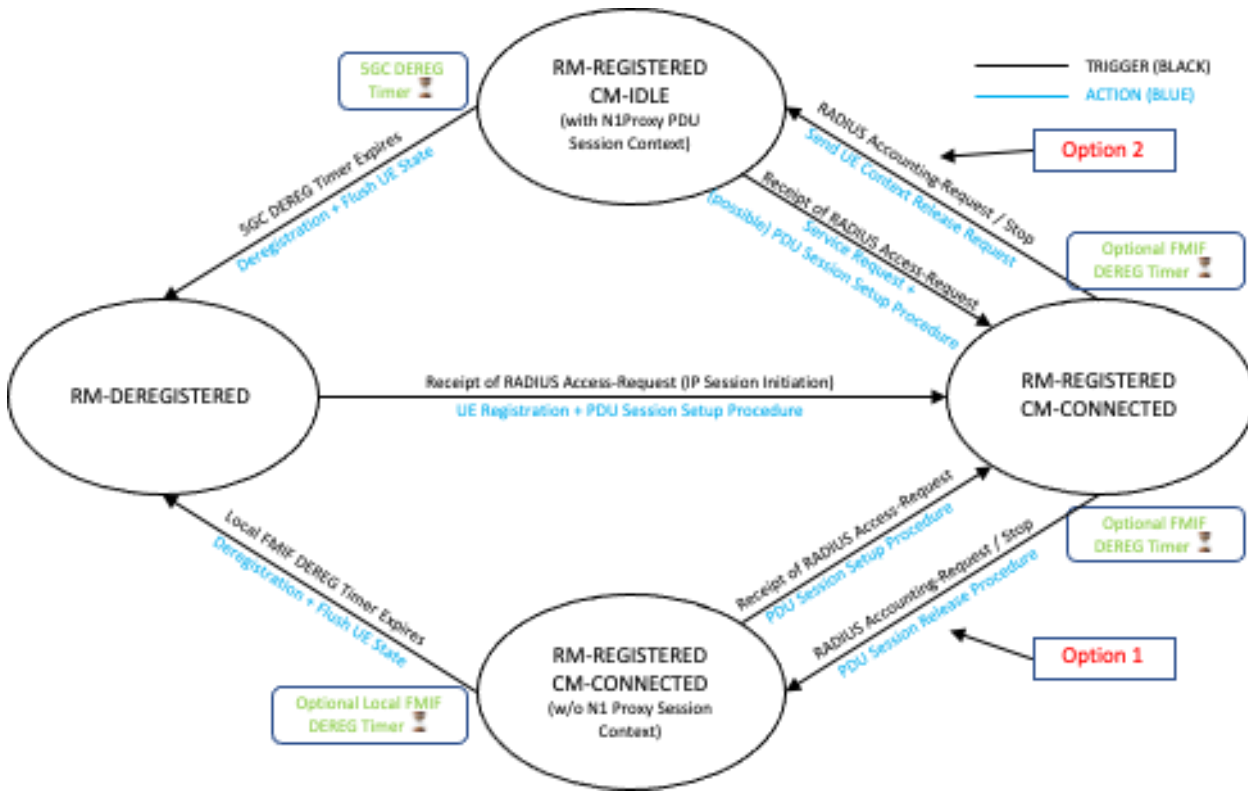 5GC DEREG
Timer
RM-REGISTERED
CM-IDLE
(with N1Proxy PDU
Session Context)
TRIGGER (BLACK)
ACTION (BLUE)
Option 2
RADIUS Accounting-Request / Stop
Send UE Context Release Request
Receipt of RADIUS Access-Request
Service Request +
(possible) PDU Session Setup Procedure
5GC DEREG Timer Expires
Deregistration + Flush UE State
Optional FMIF
DEREG Timer
RM-DEREGISTERED
Receipt of RADIUS Access-Request (IP Session Initiation)
UE Registration + PDU Session Setup Procedure
RM-REGISTERED
CM-CONNECTED
Local FMIF DEREG Timer Expires
Deregistration + Flush UE State
Receipt of RADIUS Access-Request
PDU Session Setup Procedure
RADIUS Accounting-Request / Stop
PDU Session Release Procedure
Optional FMIF
DEREG Timer
Option 1
RM-REGISTERED
CM-CONNECTED
(w/o N1 Proxy Session
Context)
Optional Local FMIF
DEREG Timer